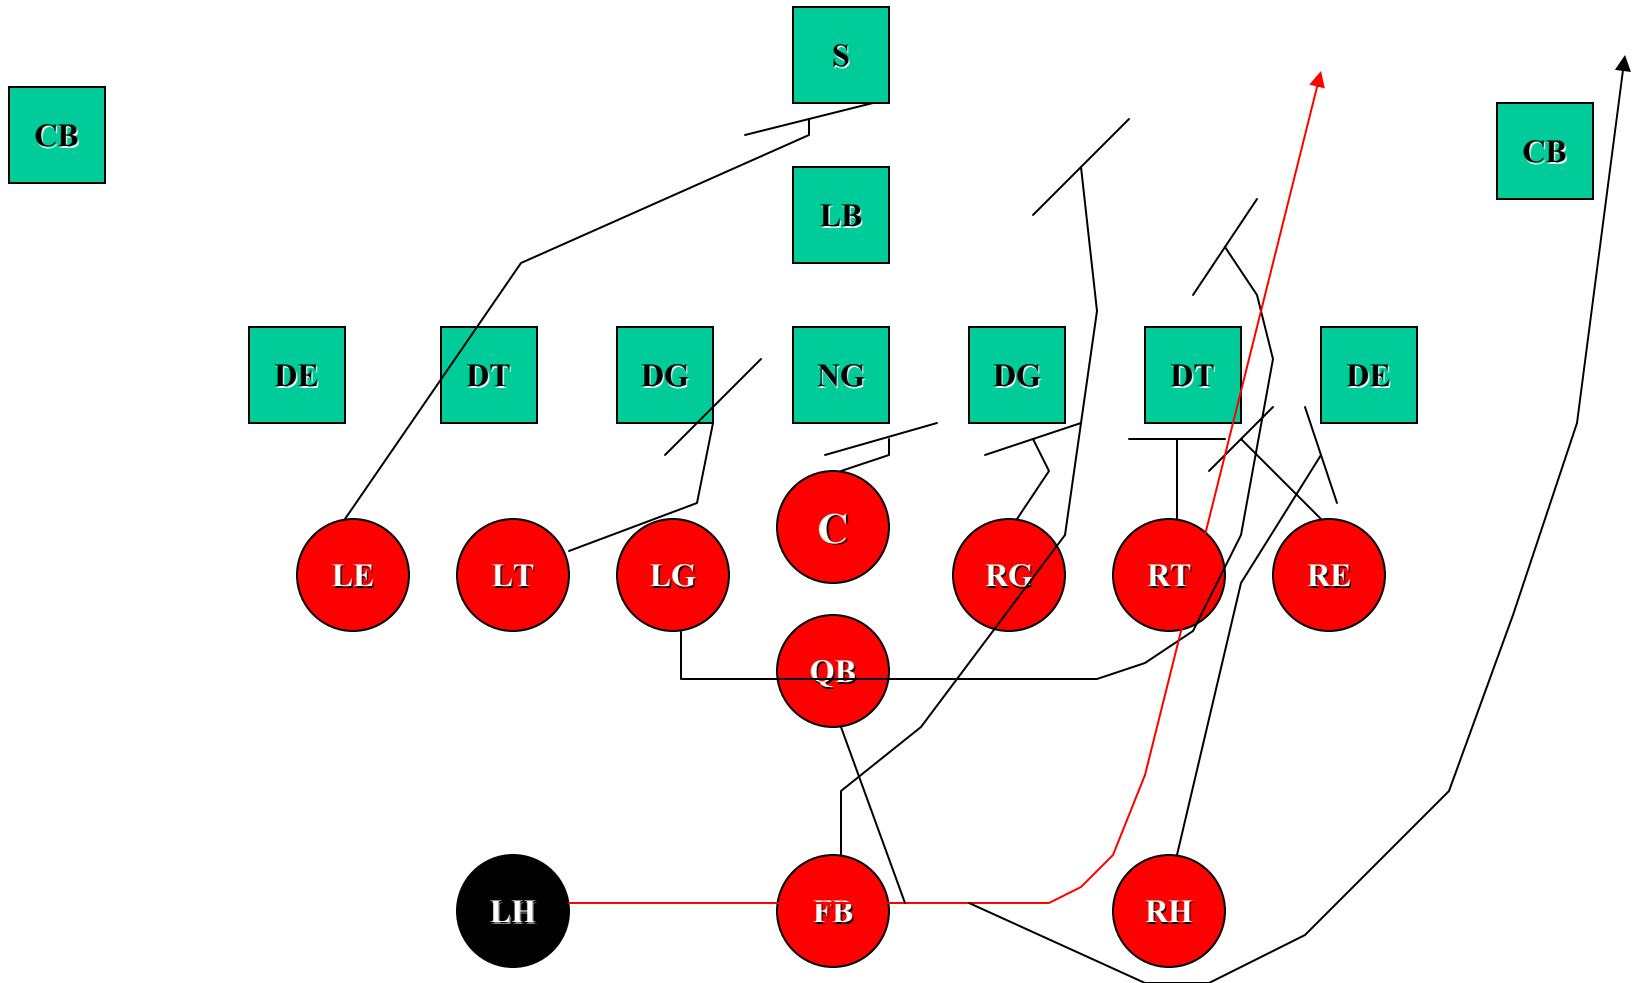 S
CB
CB
LB
DE
DT
DG
NG
DG
DT
DE
C
LE
LT
LG
RG
RT
RE
QB
LH
FB
RH